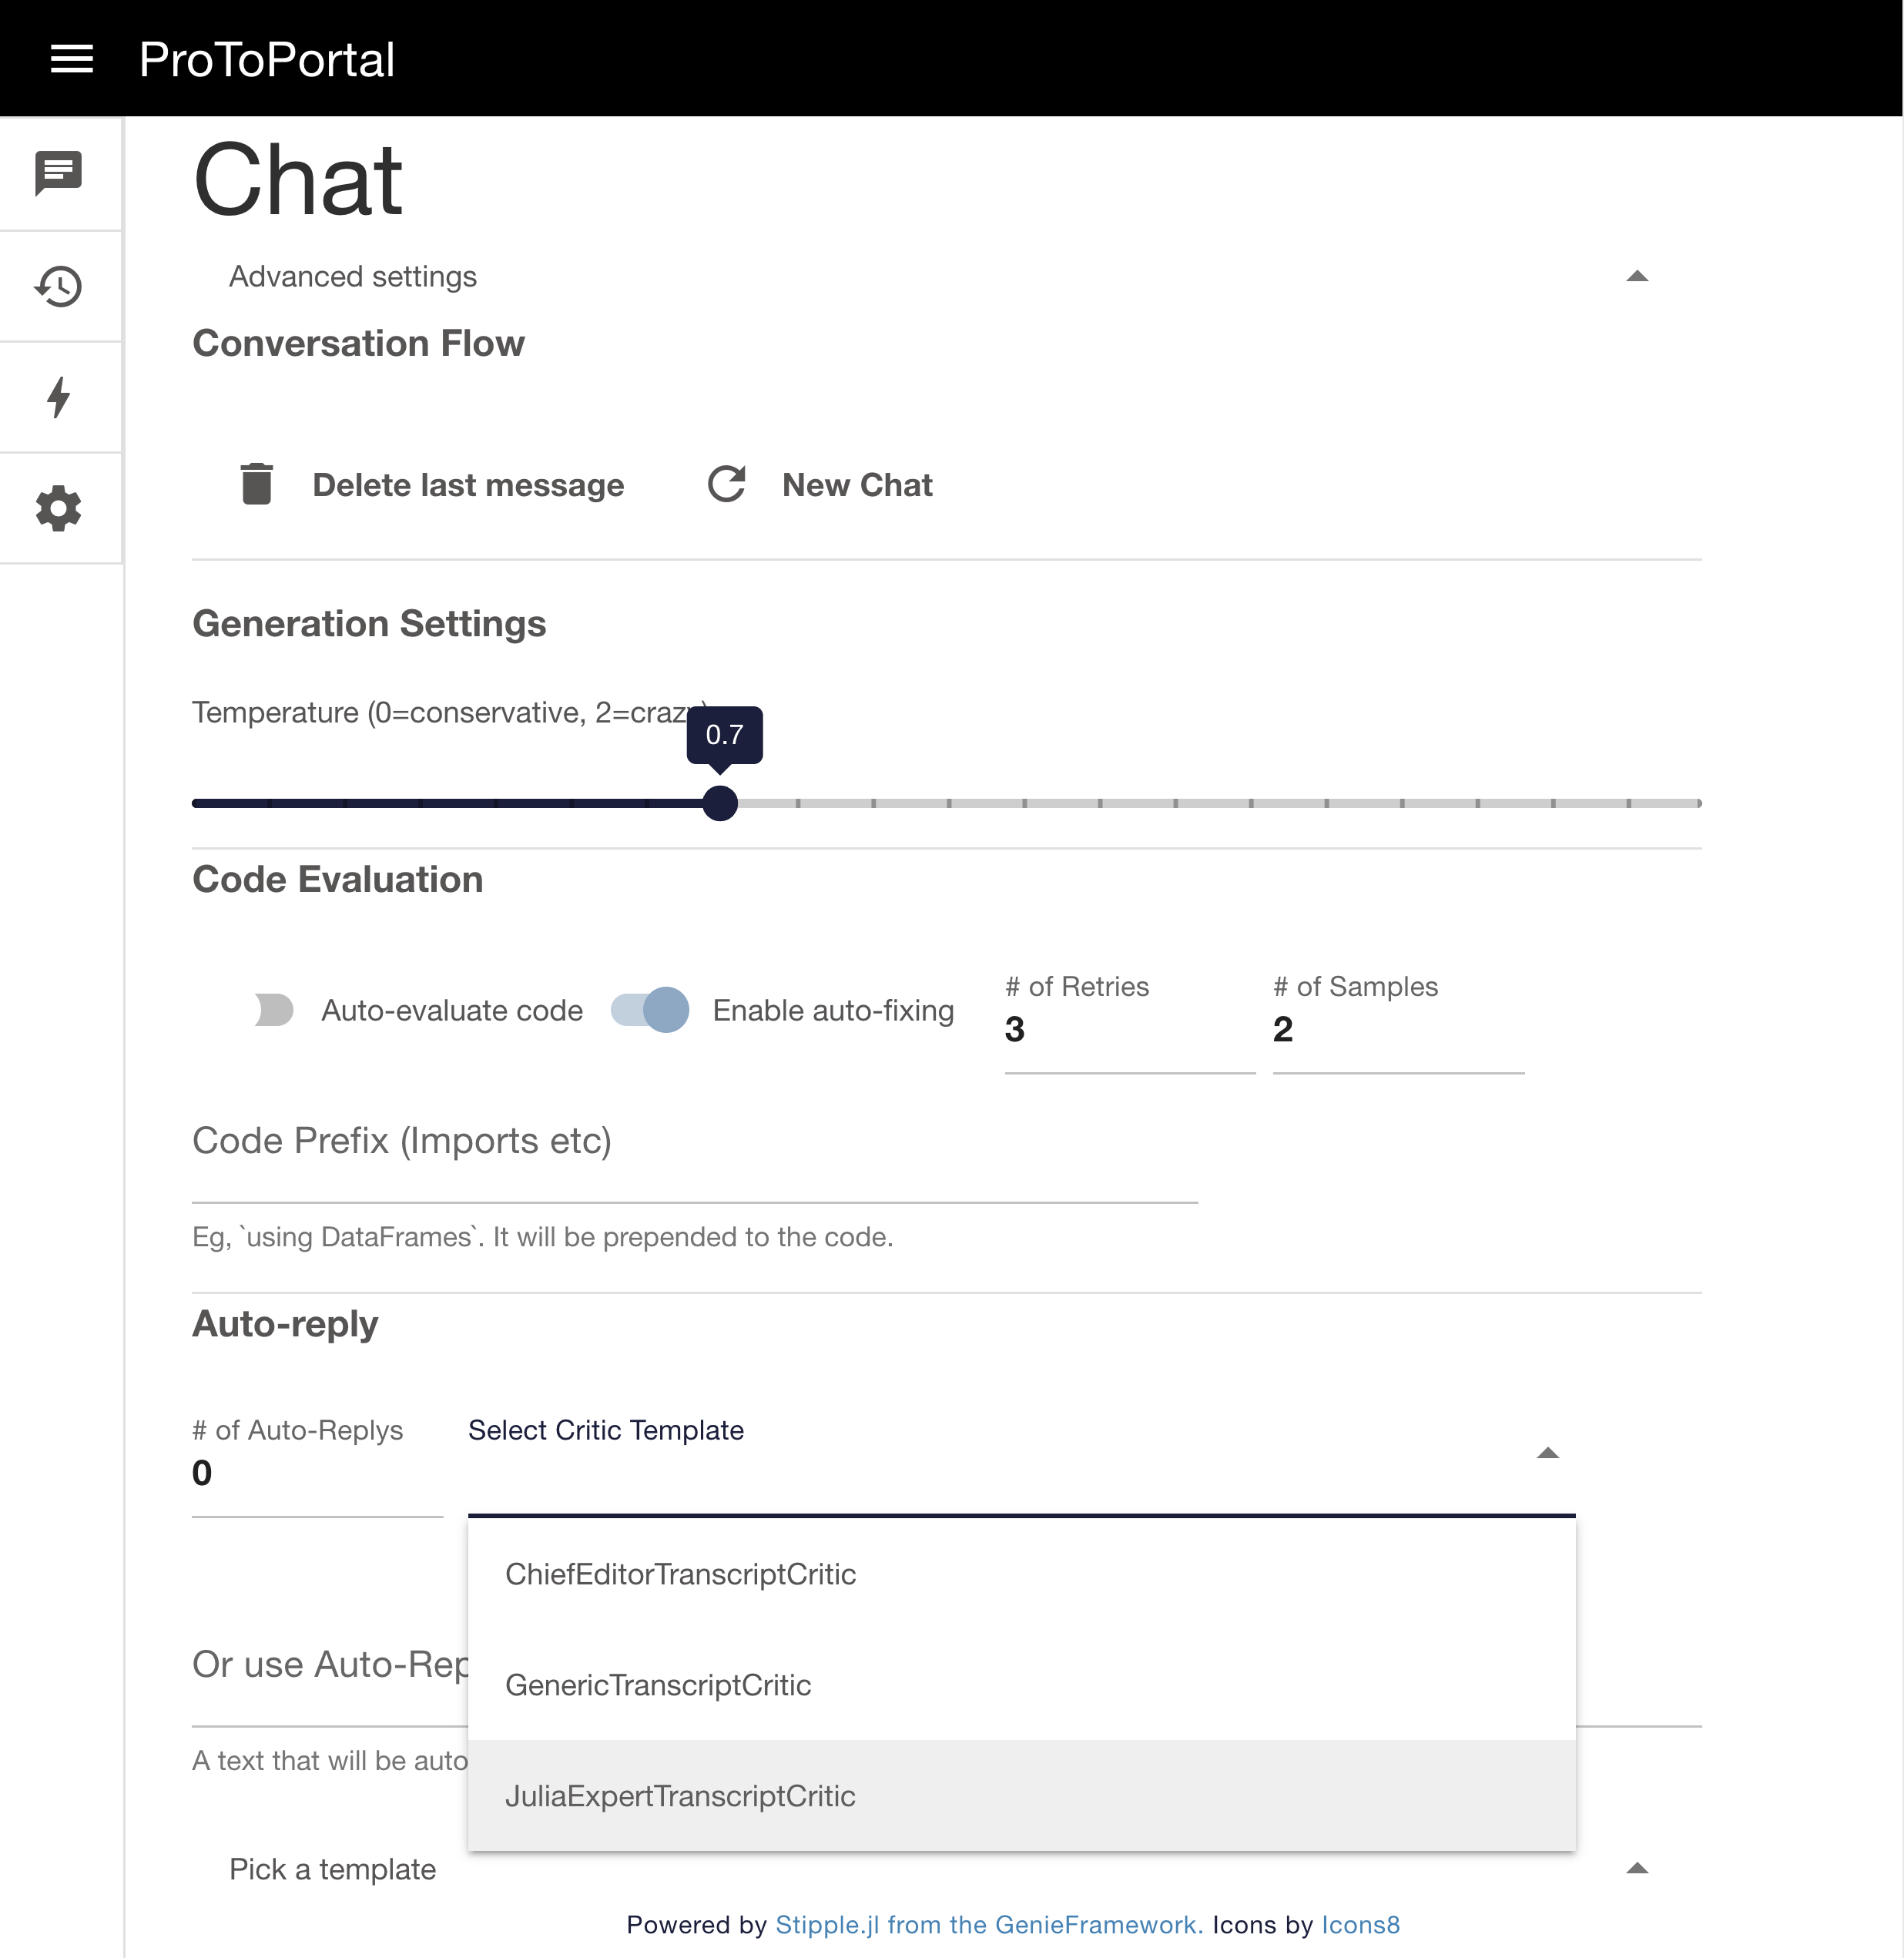 ProToPortal
Chat
Advanced settings
Conversation Flow
Delete last message New Chat
Generation Settings
Temperature (0=conservative, 2=crazy)
0.7
Code Evaluation
Auto-evaluate code Enable auto-fixing
# of Retries # of Samples
3 2
Code Prefix (Imports etc)
Eg, `using DataFrames`. It will be prepended to the code.
Auto-reply
# of Auto-Replys Select Critic Template
0
ChiefEditorTranscriptCritic
Or use Auto-Rep
GenericTranscriptCritic
A text that will be auto
JuliaExpertTranscriptCritic
Pick a template
Powered by Stipple.jl from the GenieFramework. Icons by Icons8